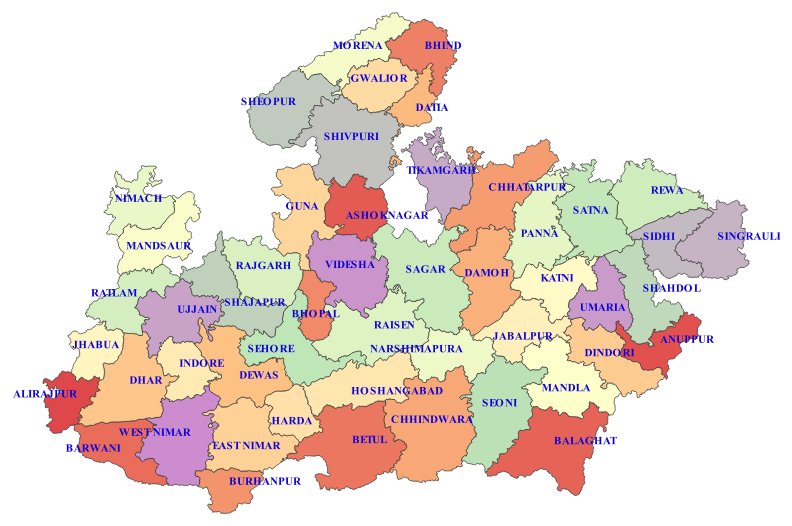 MORENA
BHIND
GWALIOR
SHEOPUR
DATIA
SHIVPURI
TIKAMGARH
CHHATARPUR
NIMACH
GUNA
ASHOKNAGAR
SATNA
REWA
PANNA
SIDHI
SINGRAULI
MANDSAUR
RAJGARH
VIDESHA
SAGAR
DAMOH
KATNI
SHAHDOL
RATLAM
UJJAIN
SHAJAPUR
BHOPAL
RAISEN
UMARIA
JHABUA
SEHORE
NARSHIMAPURA
JABALPUR
ANUPPUR
DINDORI
INDORE
DEWAS
DHAR
ALIRAJPUR
HOSHANGABAD
MANDLA
SEONI
HARDA
CHHINDWARA
WEST NIMAR
BARWANI
EAST NIMAR
BETUL
BALAGHAT
BURHANPUR